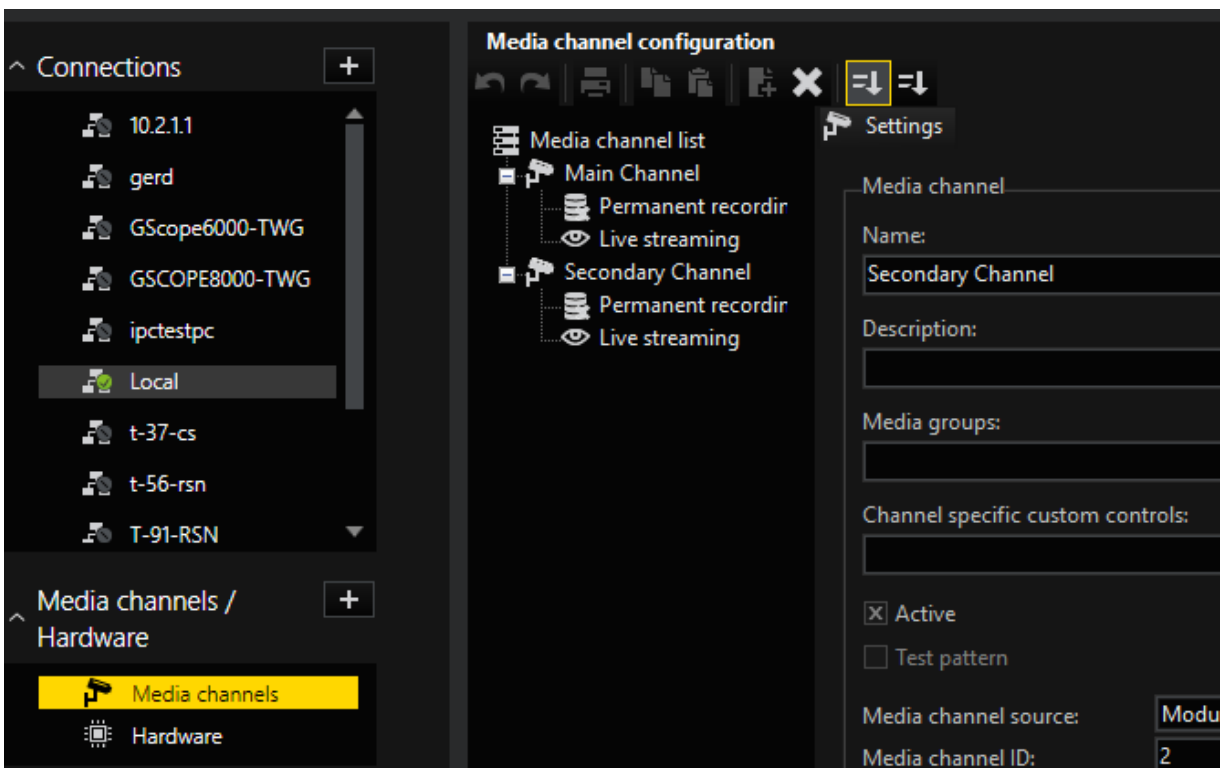 Connections
10.2.1.1
gerd
GScope6000-TWG
GSCOPE8000-TWG
ipctestpc
Local
t-37-cs
t-56-rsn
T-91-RSN
Media channels /
Hardware
Media channels
Hardware
Media channel configuration
Media channel list
Main Channel
Permanent recordin
Live streaming
Secondary Channel
Permanent recordin
Live streaming
Settings
Media channel
Name:
Secondary Channel
Description:
Media groups:
Channel specific custom controls:
Active
Test pattern
Media channel source: Modu
Media channel ID: 2